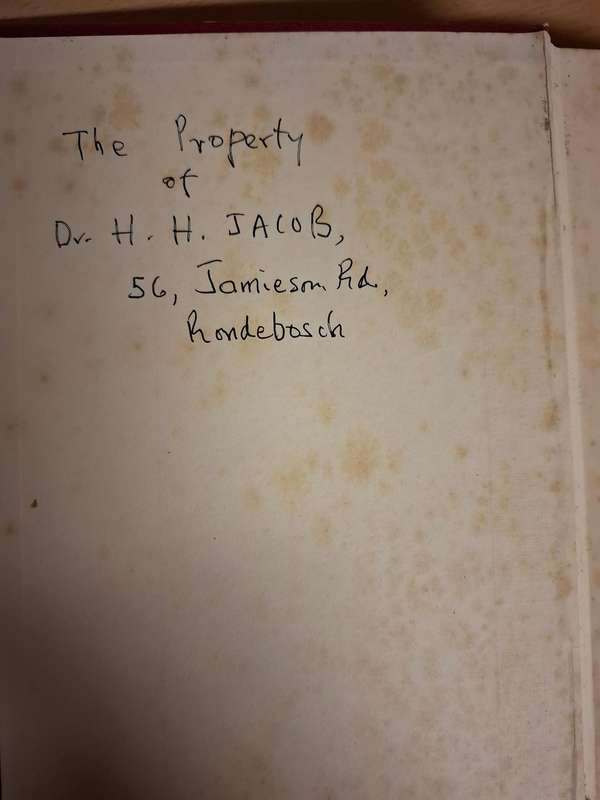 The Property
of
Dr. H. H. JACOB,
56, Jamieson Rd.,
Rondebosch